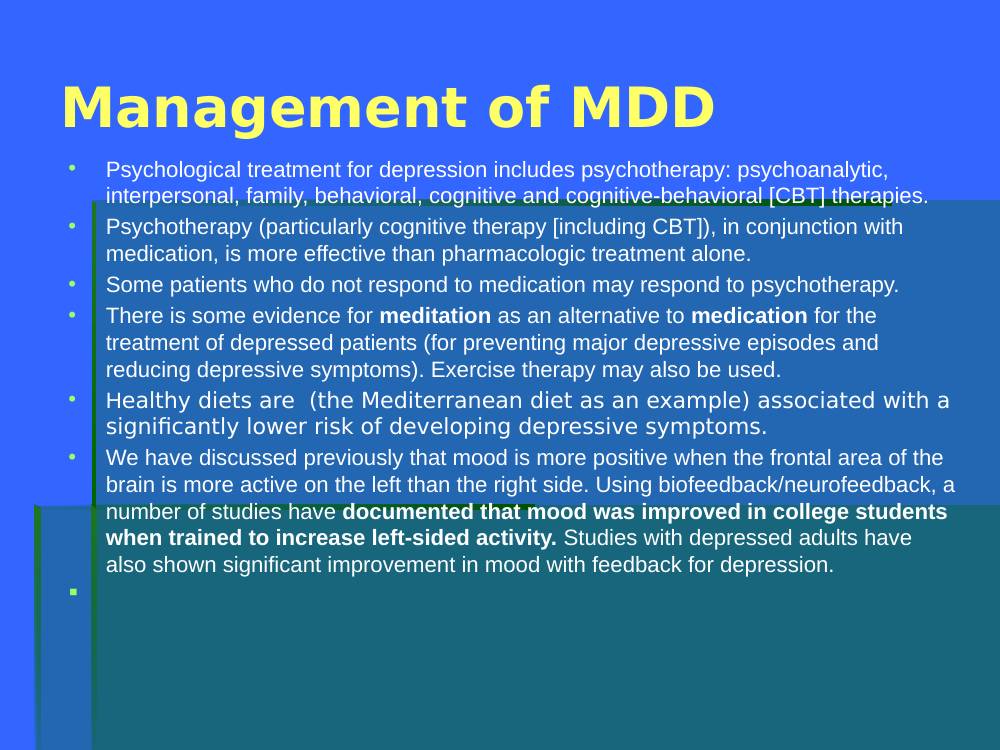 Management of MDD
• Psychological treatment for depression includes psychotherapy: psychoanalytic,
interpersonal, family, behavioral, cognitive and cognitive-behavioral [CBT] therapies.
• Psychotherapy (particularly cognitive therapy [including CBT]), in conjunction with
medication, is more effective than pharmacologic treatment alone.
• Some patients who do not respond to medication may respond to psychotherapy.
• There is some evidence for meditation as an alternative to medication for the
treatment of depressed patients (for preventing major depressive episodes and
reducing depressive symptoms). Exercise therapy may also be used.
• Healthy diets are  (the Mediterranean diet as an example) associated with a
significantly lower risk of developing depressive symptoms.
• We have discussed previously that mood is more positive when the frontal area of the
brain is more active on the left than the right side. Using biofeedback/neurofeedback, a
number of studies have documented that mood was improved in college students
when trained to increase left-sided activity. Studies with depressed adults have
also shown significant improvement in mood with feedback for depression.